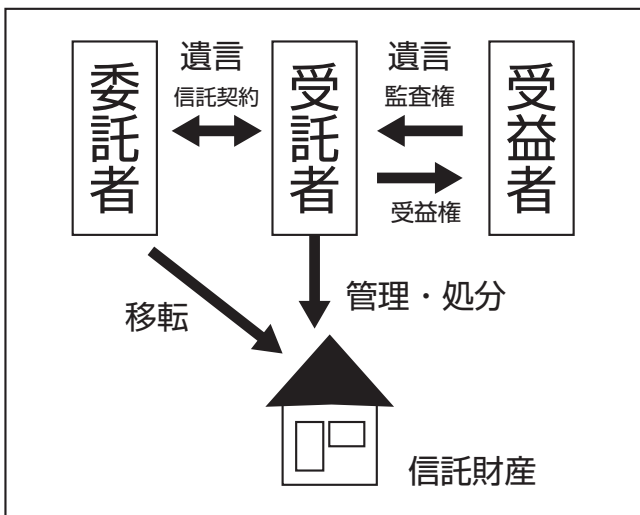 委託者
遺言
信託契約
受託者
遺言
監査権
受益権
受益者
移転
管理・処分
信託財産